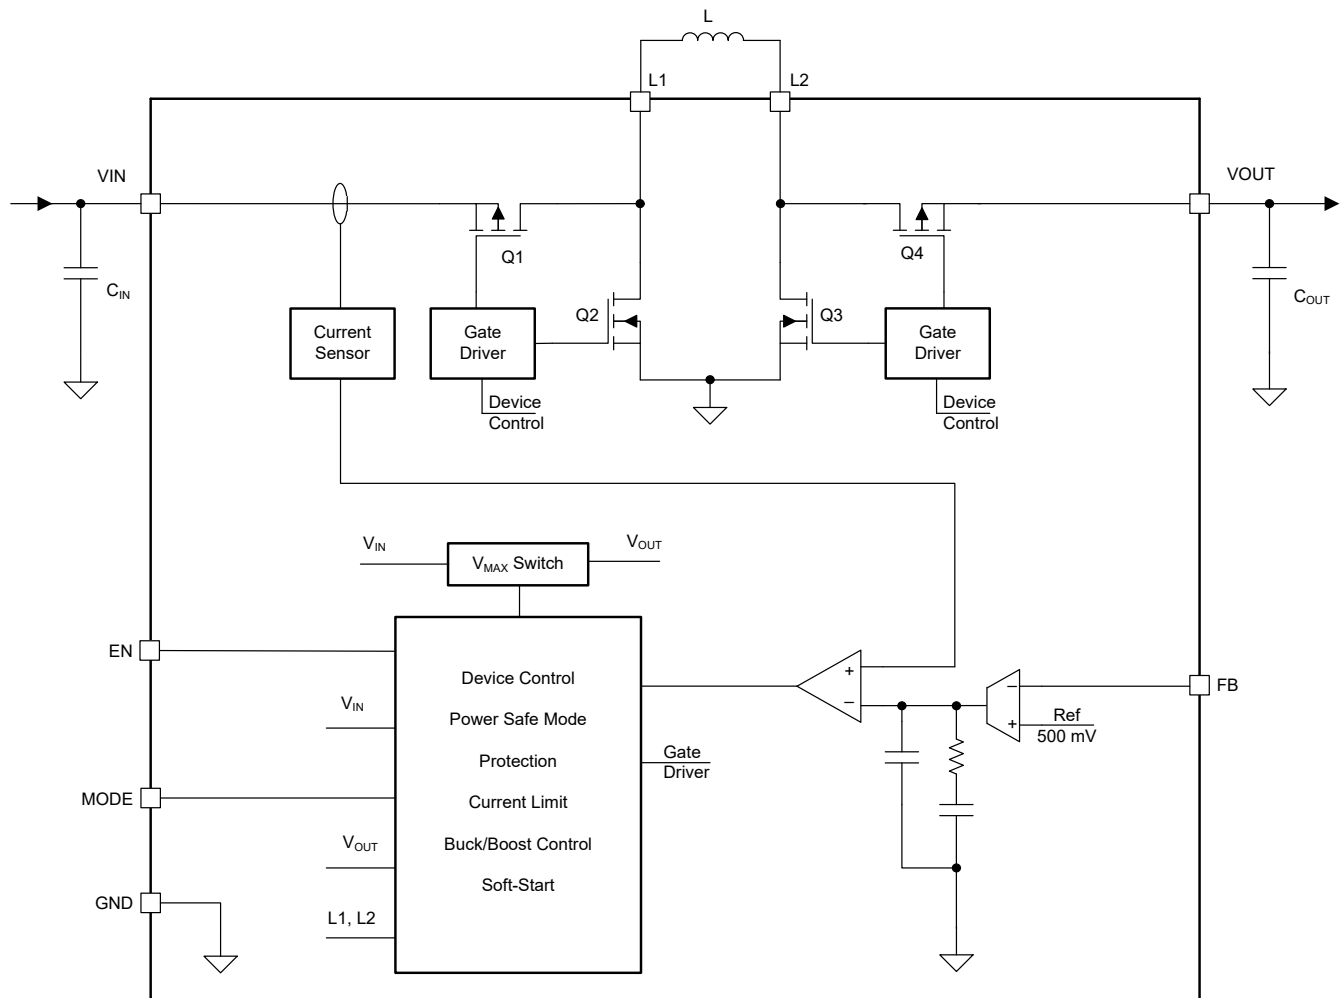 L
L1
L2
VIN
VOUT
Q1
Q4
CIN
COUT
Q2
Q3
Current
Sensor
Gate
Driver
Gate
Driver
Device
Control
Device
Control
VIN
VOUT
VMAX Switch
EN
Device Control
+
−
−
FB
VIN
Power Safe Mode
Ref
+
500 mV
Protection
Gate
Driver
MODE
Current Limit
VOUT
Buck/Boost Control
Soft-Start
GND
L1, L2